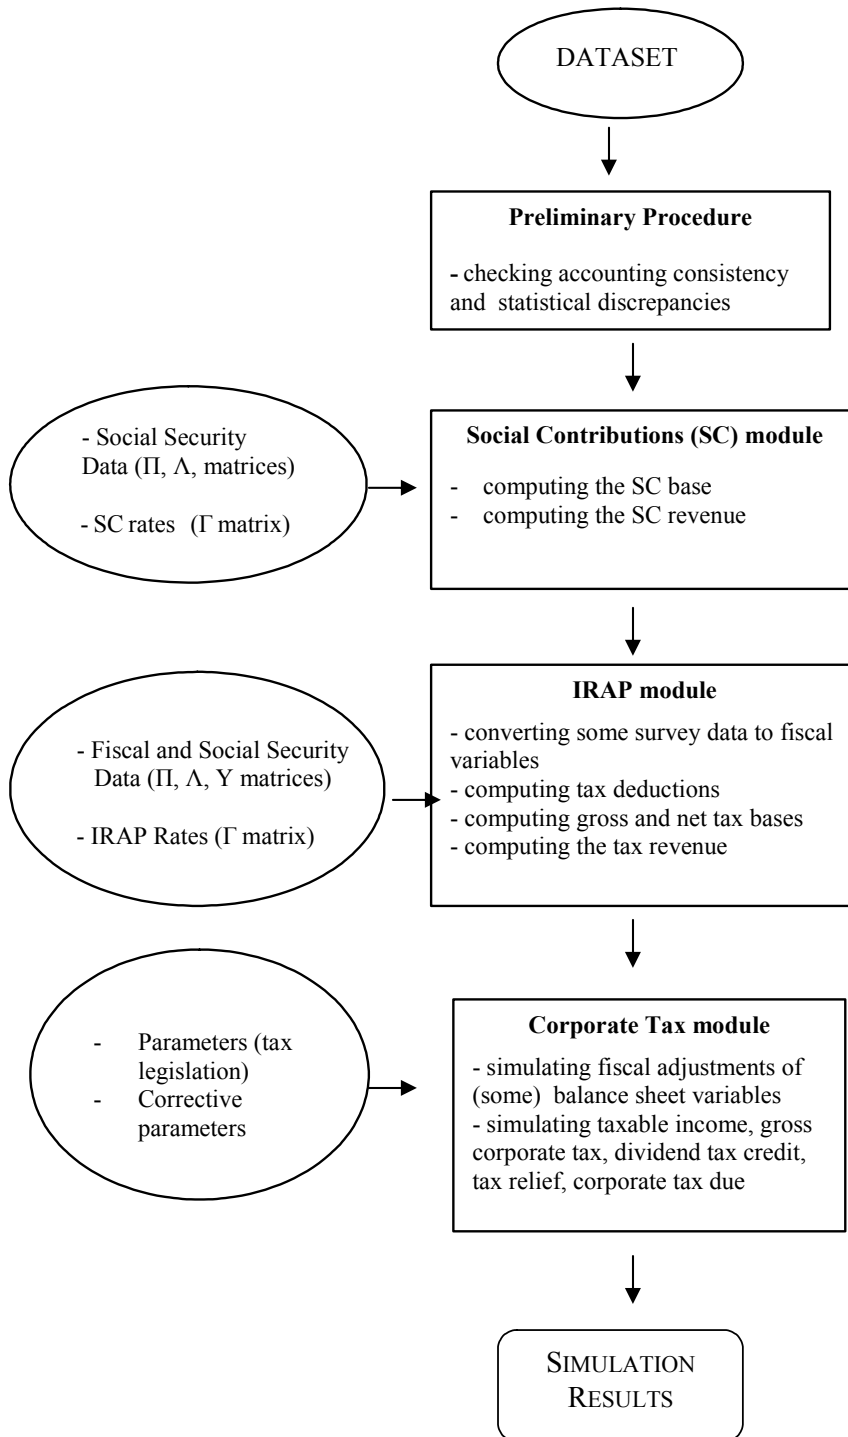 DATASET
Preliminary Procedure
- checking accounting consistency
and statistical discrepancies
- Social Security
Data (Π, Λ, matrices)
- SC rates (Γ matrix)
Social Contributions (SC) module
- computing the SC base
- computing the SC revenue
- Fiscal and Social Security
Data (Π, Λ, Υ matrices)
- IRAP Rates (Γ matrix)
IRAP module
- converting some survey data to fiscal
variables
- computing tax deductions
- computing gross and net tax bases
- computing the tax revenue
- Parameters (tax
legislation)
- Corrective
parameters
Corporate Tax module
- simulating fiscal adjustments of
(some) balance sheet variables
- simulating taxable income, gross
corporate tax, dividend tax credit,
tax relief, corporate tax due
SIMULATION
RESULTS